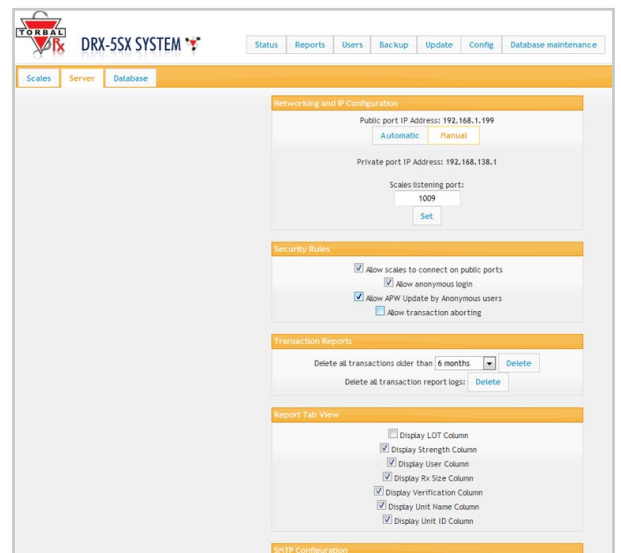 TORBAL
Rx
DRX-5SX SYSTEM
Status Reports Users Backup Update Config Database maintenance
Scales Server Database
Networking and IP Configuration
Public port IP Address: 192.168.1.199
Automatic Manual
Private port IP Address: 192.168.138.1
Scales listening port:
1009
Set
Security Rules
Allow scales to connect on public ports
Allow anonymous login
Allow APW Update by Anonymous users
Allow transaction aborting
Transaction Reports
Delete all transactions older than 6 months Delete
Delete all transaction report logs: Delete
Report Tab View
Display LOT Column
Display Strength Column
Display User Column
Display Rx Size Column
Display Verification Column
Display Unit Name Column
Display Unit ID Column
SMTP Configuration